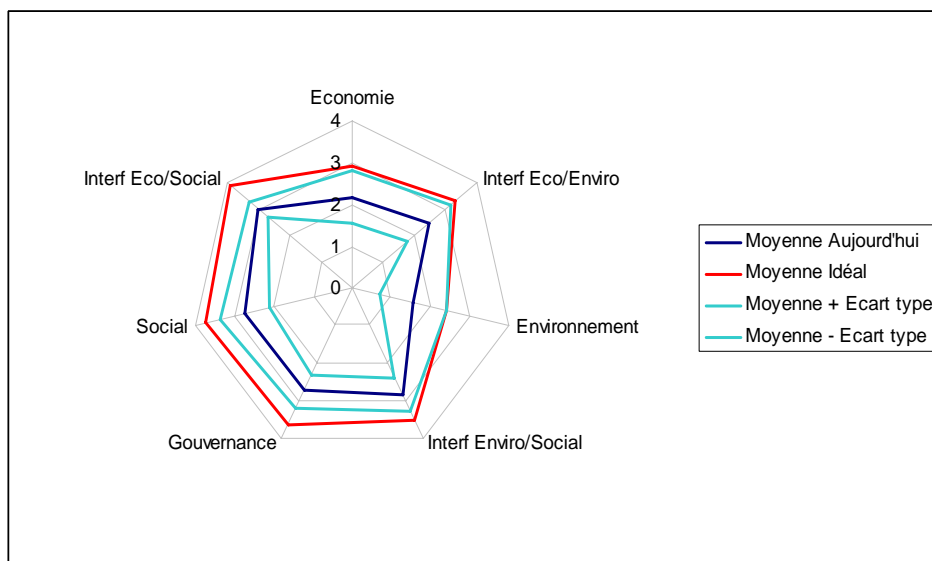 Economie
4
Interf Eco/Social
3
Interf Eco/Enviro
2
1
0
Social
Environnement
Gouvernance
Interf Enviro/Social
Moyenne Aujourd'hui
Moyenne Idéal
Moyenne + Ecart type
Moyenne - Ecart type